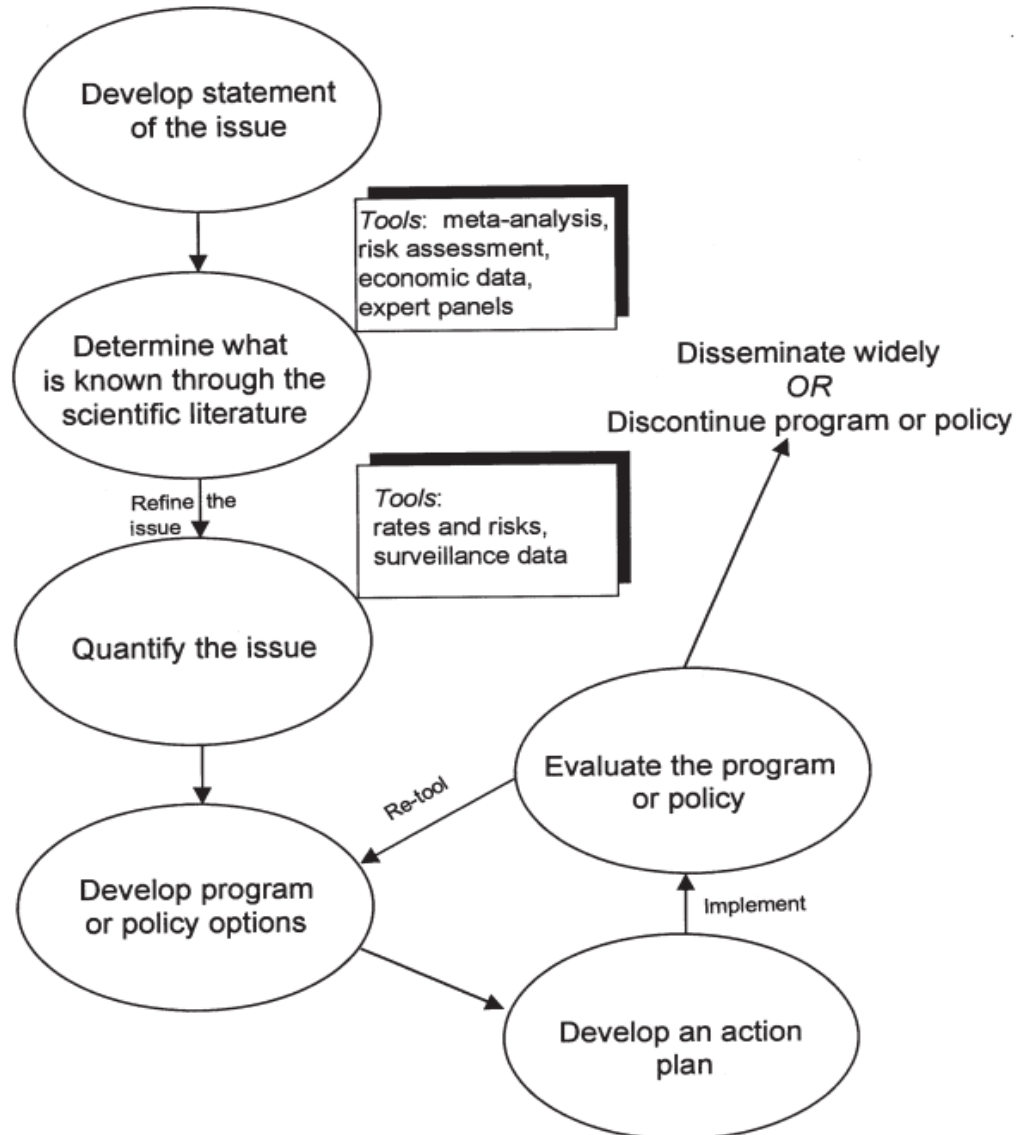 Develop statement
of the issue
Tools: meta-analysis,
risk assessment,
economic data,
expert panels
Determine what
is known through the
scientific literature
Refine the
issue
Tools:
rates and risks,
surveillance data
Quantify the issue
Develop program
or policy options
Develop an action
plan
Implement
Evaluate the program
or policy
Re-tool
Disseminate widely
OR
Discontinue program or policy